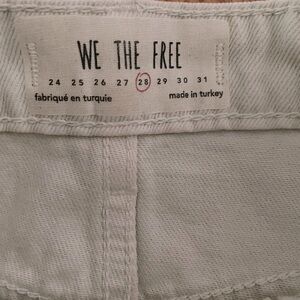 WE THE FREE
24 25 26 27 28 29 30 31
fabriqué en turquie made in turkey